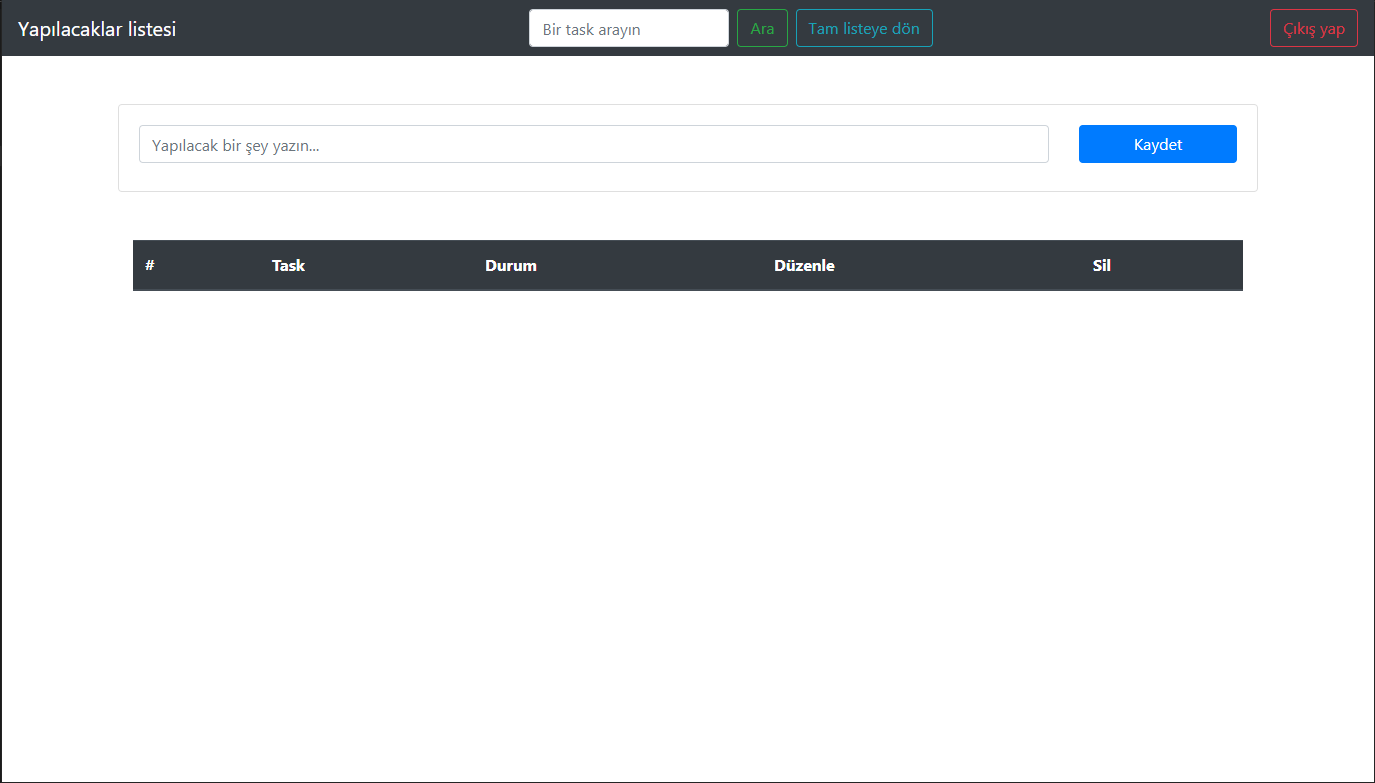 Yapılacaklar listesi
Bir task arayın
Ara
Tam listeye dön
Çıkış yap
Yapılacak bir şey yazın...
Kaydet
# Task Durum Düzenle Sil